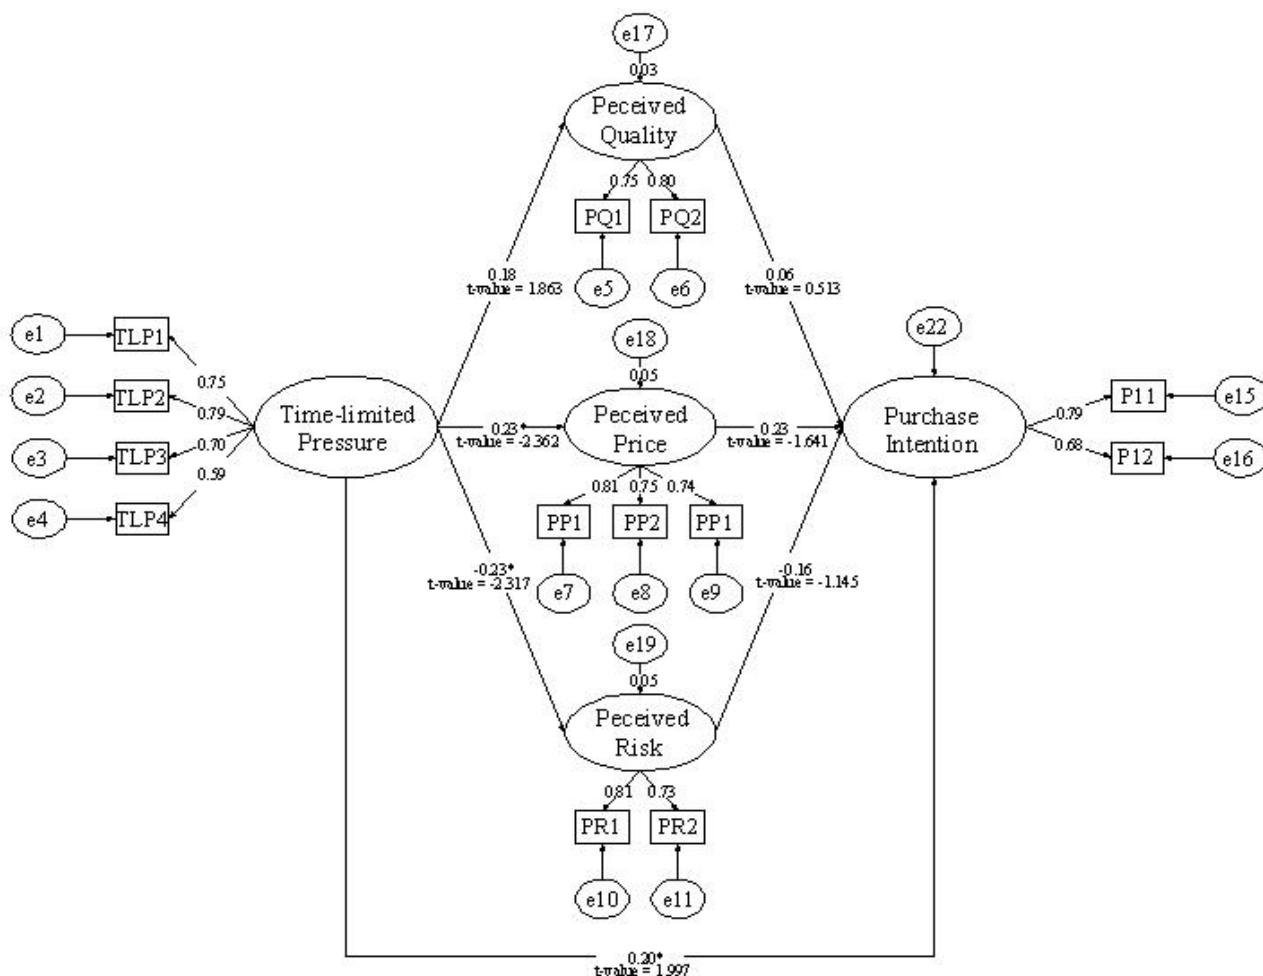 e17
0.03
Peceived
Quality
0.75
0.80
PQ1
PQ2
e5
e6
0.18
t-value = 1.863
0.06
t-value = 0.513
e1
TLP1
e2
TLP2
e3
TLP3
e4
TLP4
0.75
0.79
0.70
0.59
Time-limited
Pressure
e18
0.05
Peceived
Price
0.23*
t-value = -2.362
0.23
t-value = -1.641
0.81
0.75
0.74
PP1
PP2
PP1
e7
e8
e9
e22
Purchase
Intention
0.79
0.68
P11
e15
P12
e16
-0.23*
t-value = -2.317
-0.16
t-value = -1.145
e19
0.05
Peceived
Risk
0.81
0.73
PR1
PR2
e10
e11
0.20*
t-value = 1.997